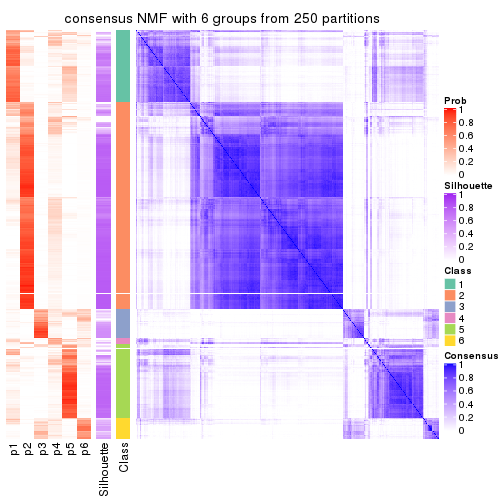 consensus NMF with 6 groups from 250 partitions
Prob
1
0.8
0.6
0.4
0.2
0
Silhouette
1
0.8
0.6
0.4
0.2
0
Class
1
2
3
4
5
6
Consensus
1
0.8
0.6
0.4
0.2
0
p1
p2
p3
p4
p5
p6
Silhouette
Class